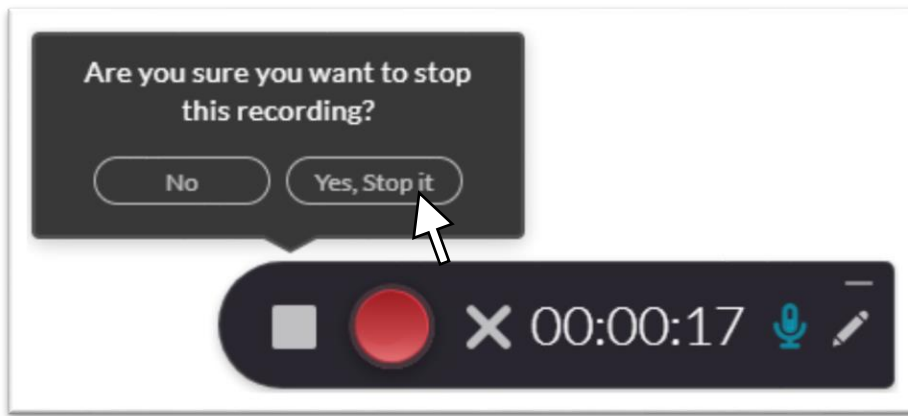 Are you sure you want to stop
this recording?
No
Yes, Stop it
00:00:17